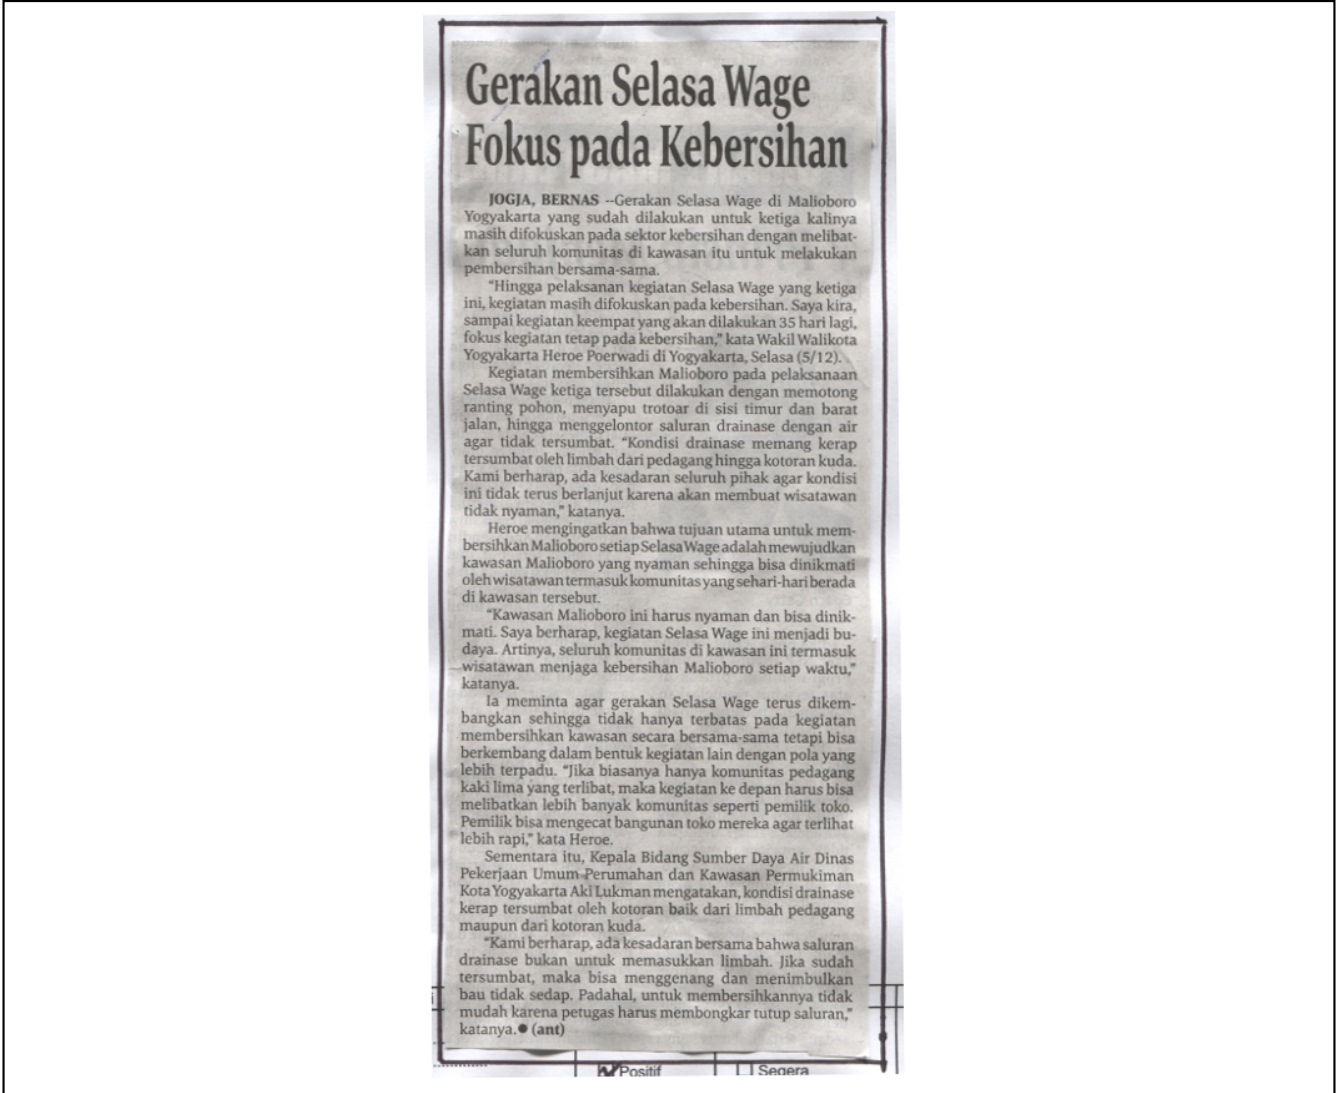 Gerakan Selasa Wage
Fokus pada Kebersihan
JOGJA, BERNAS --Gerakan Selasa Wage di Malioboro
Yogyakarta yang sudah dilakukan untuk ketiga kalinya
masih difokuskan pada sektor kebersihan dengan melibat-
kan seluruh komunitas di kawasan itu untuk melakukan
pembersihan bersama-sama.
"Hingga pelaksanan kegiatan Selasa Wage yang ketiga
ini, kegiatan masih difokuskan pada kebersihan. Saya kira,
sampai kegiatan keempat yang akan dilakukan 35 hari lagi,
fokus kegiatan tetap pada kebersihan," kata Wakil Walikota
Yogyakarta Heroe Poerwadi di Yogyakarta, Selasa (5/12).
Kegiatan membersihkan Malioboro pada pelaksanaan
Selasa Wage ketiga tersebut dilakukan dengan memotong
ranting pohon, menyapu trotoar di sisi timur dan barat
jalan, hingga menggelontor saluran drainase dengan air
agar tidak tersumbat. "Kondisi drainase memang kerap
tersumbat oleh limbah dari pedagang hingga kotoran kuda.
Kami berharap, ada kesadaran seluruh pihak agar kondisi
ini tidak terus berlanjut karena akan membuat wisatawan
tidak nyaman," katanya.
Heroe mengingatkan bahwa tujuan utama untuk mem-
bersihkan Malioboro setiap Selasa Wage adalah mewujudkan
kawasan Malioboro yang nyaman sehingga bisa dinikmati
oleh wisatawan termasuk komunitas yang sehari-hari berada
di kawasan tersebut.
"Kawasan Malioboro ini harus nyaman dan bisa dinik-
mati. Saya berharap, kegiatan Selasa Wage ini menjadi bu-
daya. Artinya, seluruh komunitas di kawasan ini termasuk
wisatawan menjaga kebersihan Malioboro setiap waktu,"
katanya.
Ia meminta agar gerakan Selasa Wage terus dikem-
bangkan sehingga tidak hanya terbatas pada kegiatan
membersihkan kawasan secara bersama-sama tetapi bisa
berkembang dalam bentuk kegiatan lain dengan pola yang
lebih terpadu. "Jika biasanya hanya komunitas pedagang
kaki lima yang terlibat, maka kegiatan ke depan harus bisa
melibatkan lebih banyak komunitas seperti pemilik toko.
Pemilik bisa mengecat bangunan toko mereka agar terlihat
lebih rapi," kata Heroe.
Sementara itu, Kepala Bidang Sumber Daya Air Dinas
Pekerjaan Umum Perumahan dan Kawasan Permukiman
Kota Yogyakarta Aki Lukman mengatakan, kondisi drainase
kerap tersumbat oleh kotoran baik dari limbah pedagang
maupun dari kotoran kuda.
"Kami berharap, ada kesadaran bersama bahwa saluran
drainase bukan untuk memasukkan limbah. Jika sudah
tersumbat, maka bisa menggenang dan menimbulkan
bau tidak sedap. Padahal, untuk membersihkannya tidak
mudah karena petugas harus membongkar tutup saluran,"
katanya.● (ant)
Positif Segera